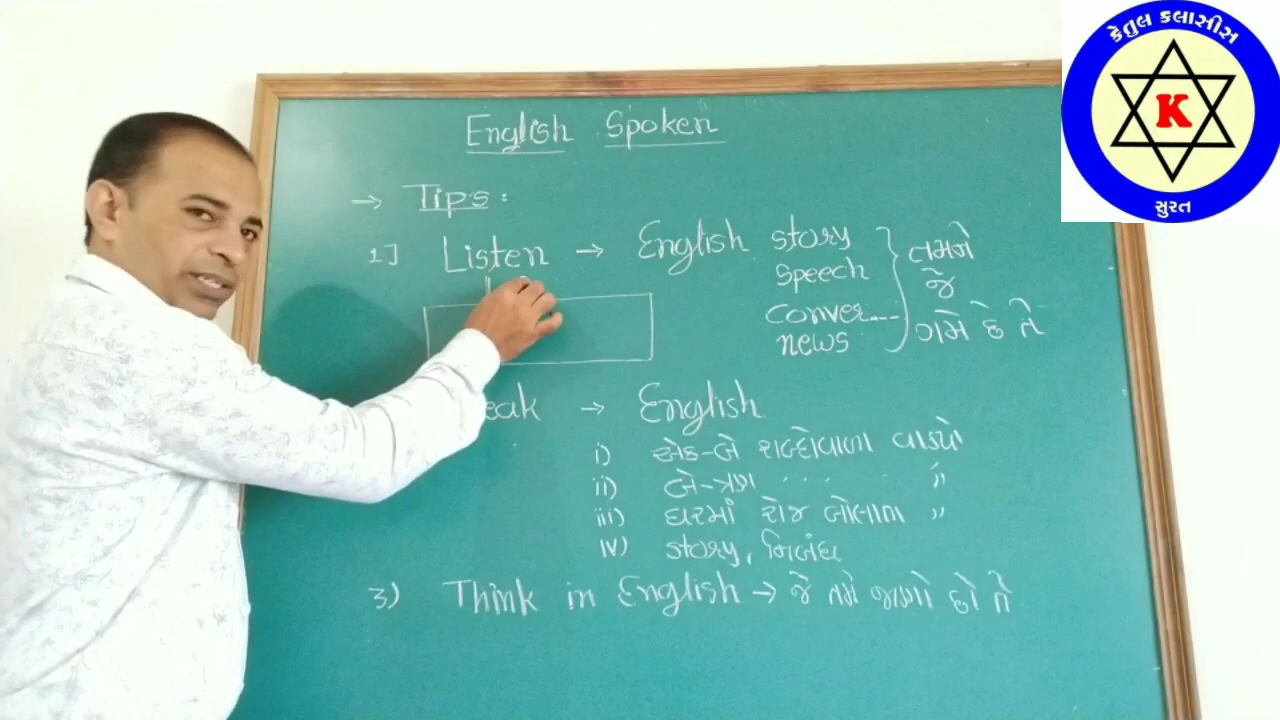 કેતુલ કલાસીસ
K
સુરત
English Spoken
→ Tips :
1] Listen → English story
speech
conver....
news
તમને
જે
ગમે છે તે
eak → English
i) એક-બે શબ્દોવાળા વાક્યો
ii) બે-ત્રણ " " " "
iii) ઘરમાં રોજ બોલાતા "
iv) story, નિબંધ
3) Think in English → જે તમે જાણો છો તે